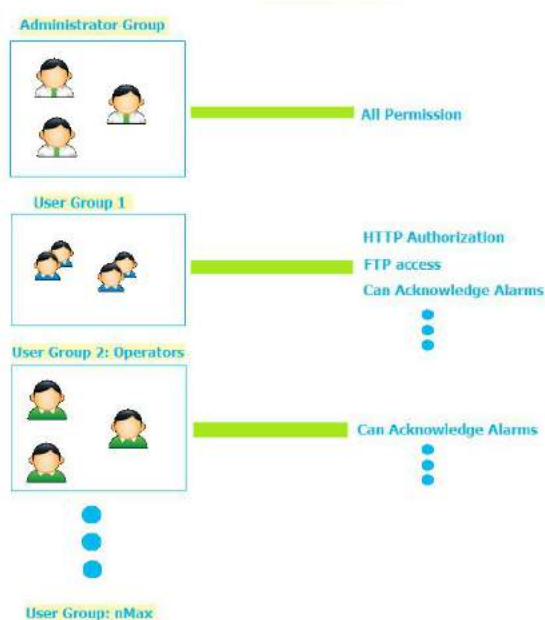 Administrator Group
All Permission
User Group 1
HTTP Authorization
FTP access
Can Acknowledge Alarms
User Group 2: Operators
Can Acknowledge Alarms
User Group: nMax